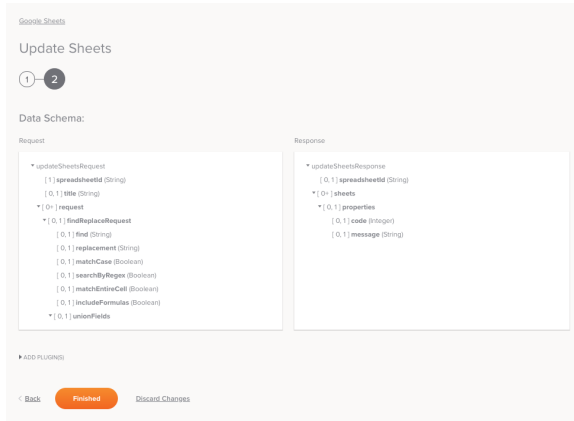 Google Sheets
Update Sheets
1 2
Data Schema:
Request
Response
updateSheetsRequest
[ 1 ] spreadsheetid (String)
[ 0, 1 ] title (String)
[ 0+ ] request
[ 0, 1 ] findReplaceRequest
[ 0, 1 ] find (String)
[ 0, 1 ] replacement (String)
[ 0, 1 ] matchCase (Boolean)
[ 0, 1 ] searchByRegex (Boolean)
[ 0, 1 ] matchEntireCell (Boolean)
[ 0, 1 ] includeFormulas (Boolean)
[ 0, 1 ] unionFields
updateSheetsResponse
[ 0, 1 ] spreadsheetid (String)
[ 0+ ] sheets
[ 0, 1 ] properties
[ 0, 1 ] code (Integer)
[ 0, 1 ] message (String)
ADD PLUGIN(S)
< Back Finished Discard Changes